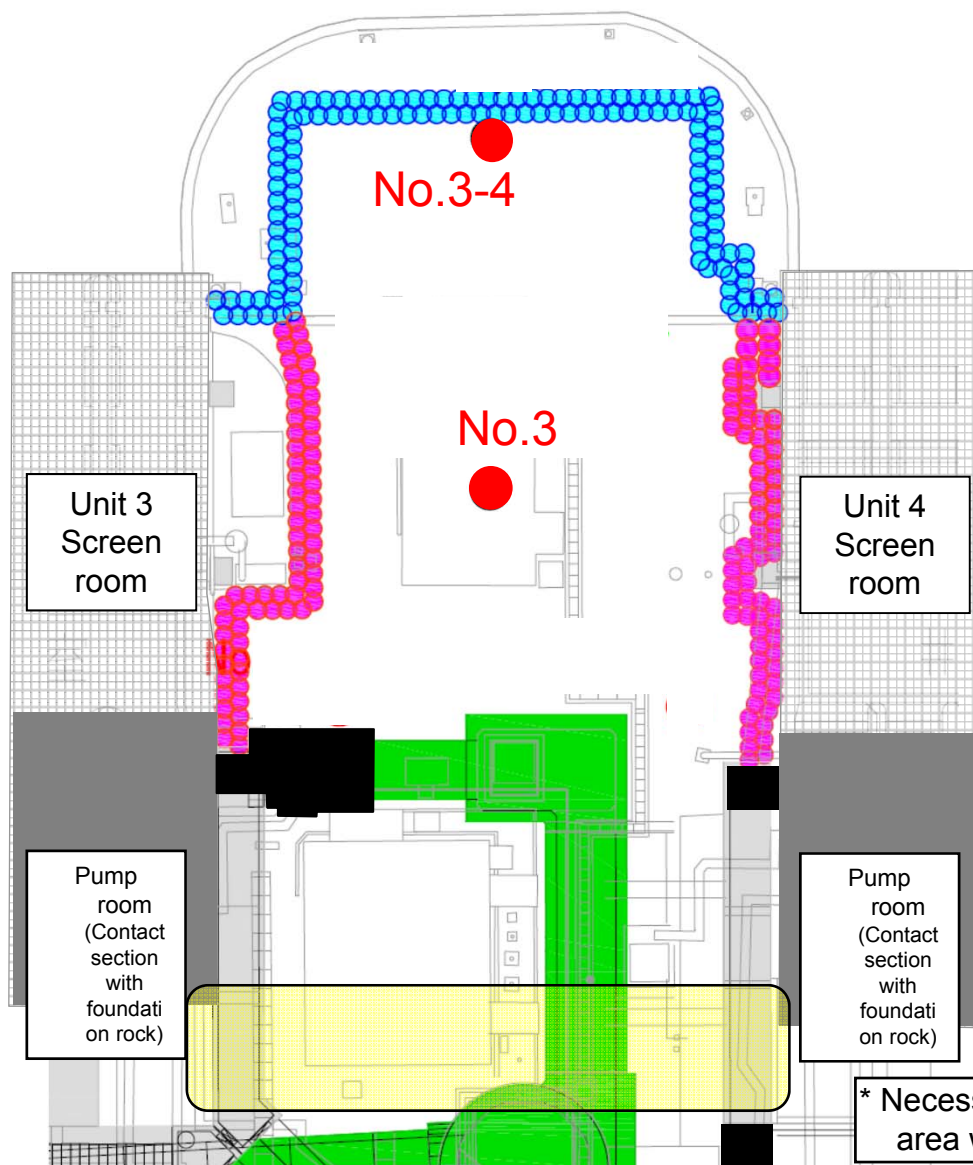 No.3-4
No.3
Unit 3
Screen
room
Unit 4
Screen
room
Pump
room
(Contact
section
with
foundati
on rock)
Pump
room
(Contact
section
with
foundati
on rock)
* Necess
area w